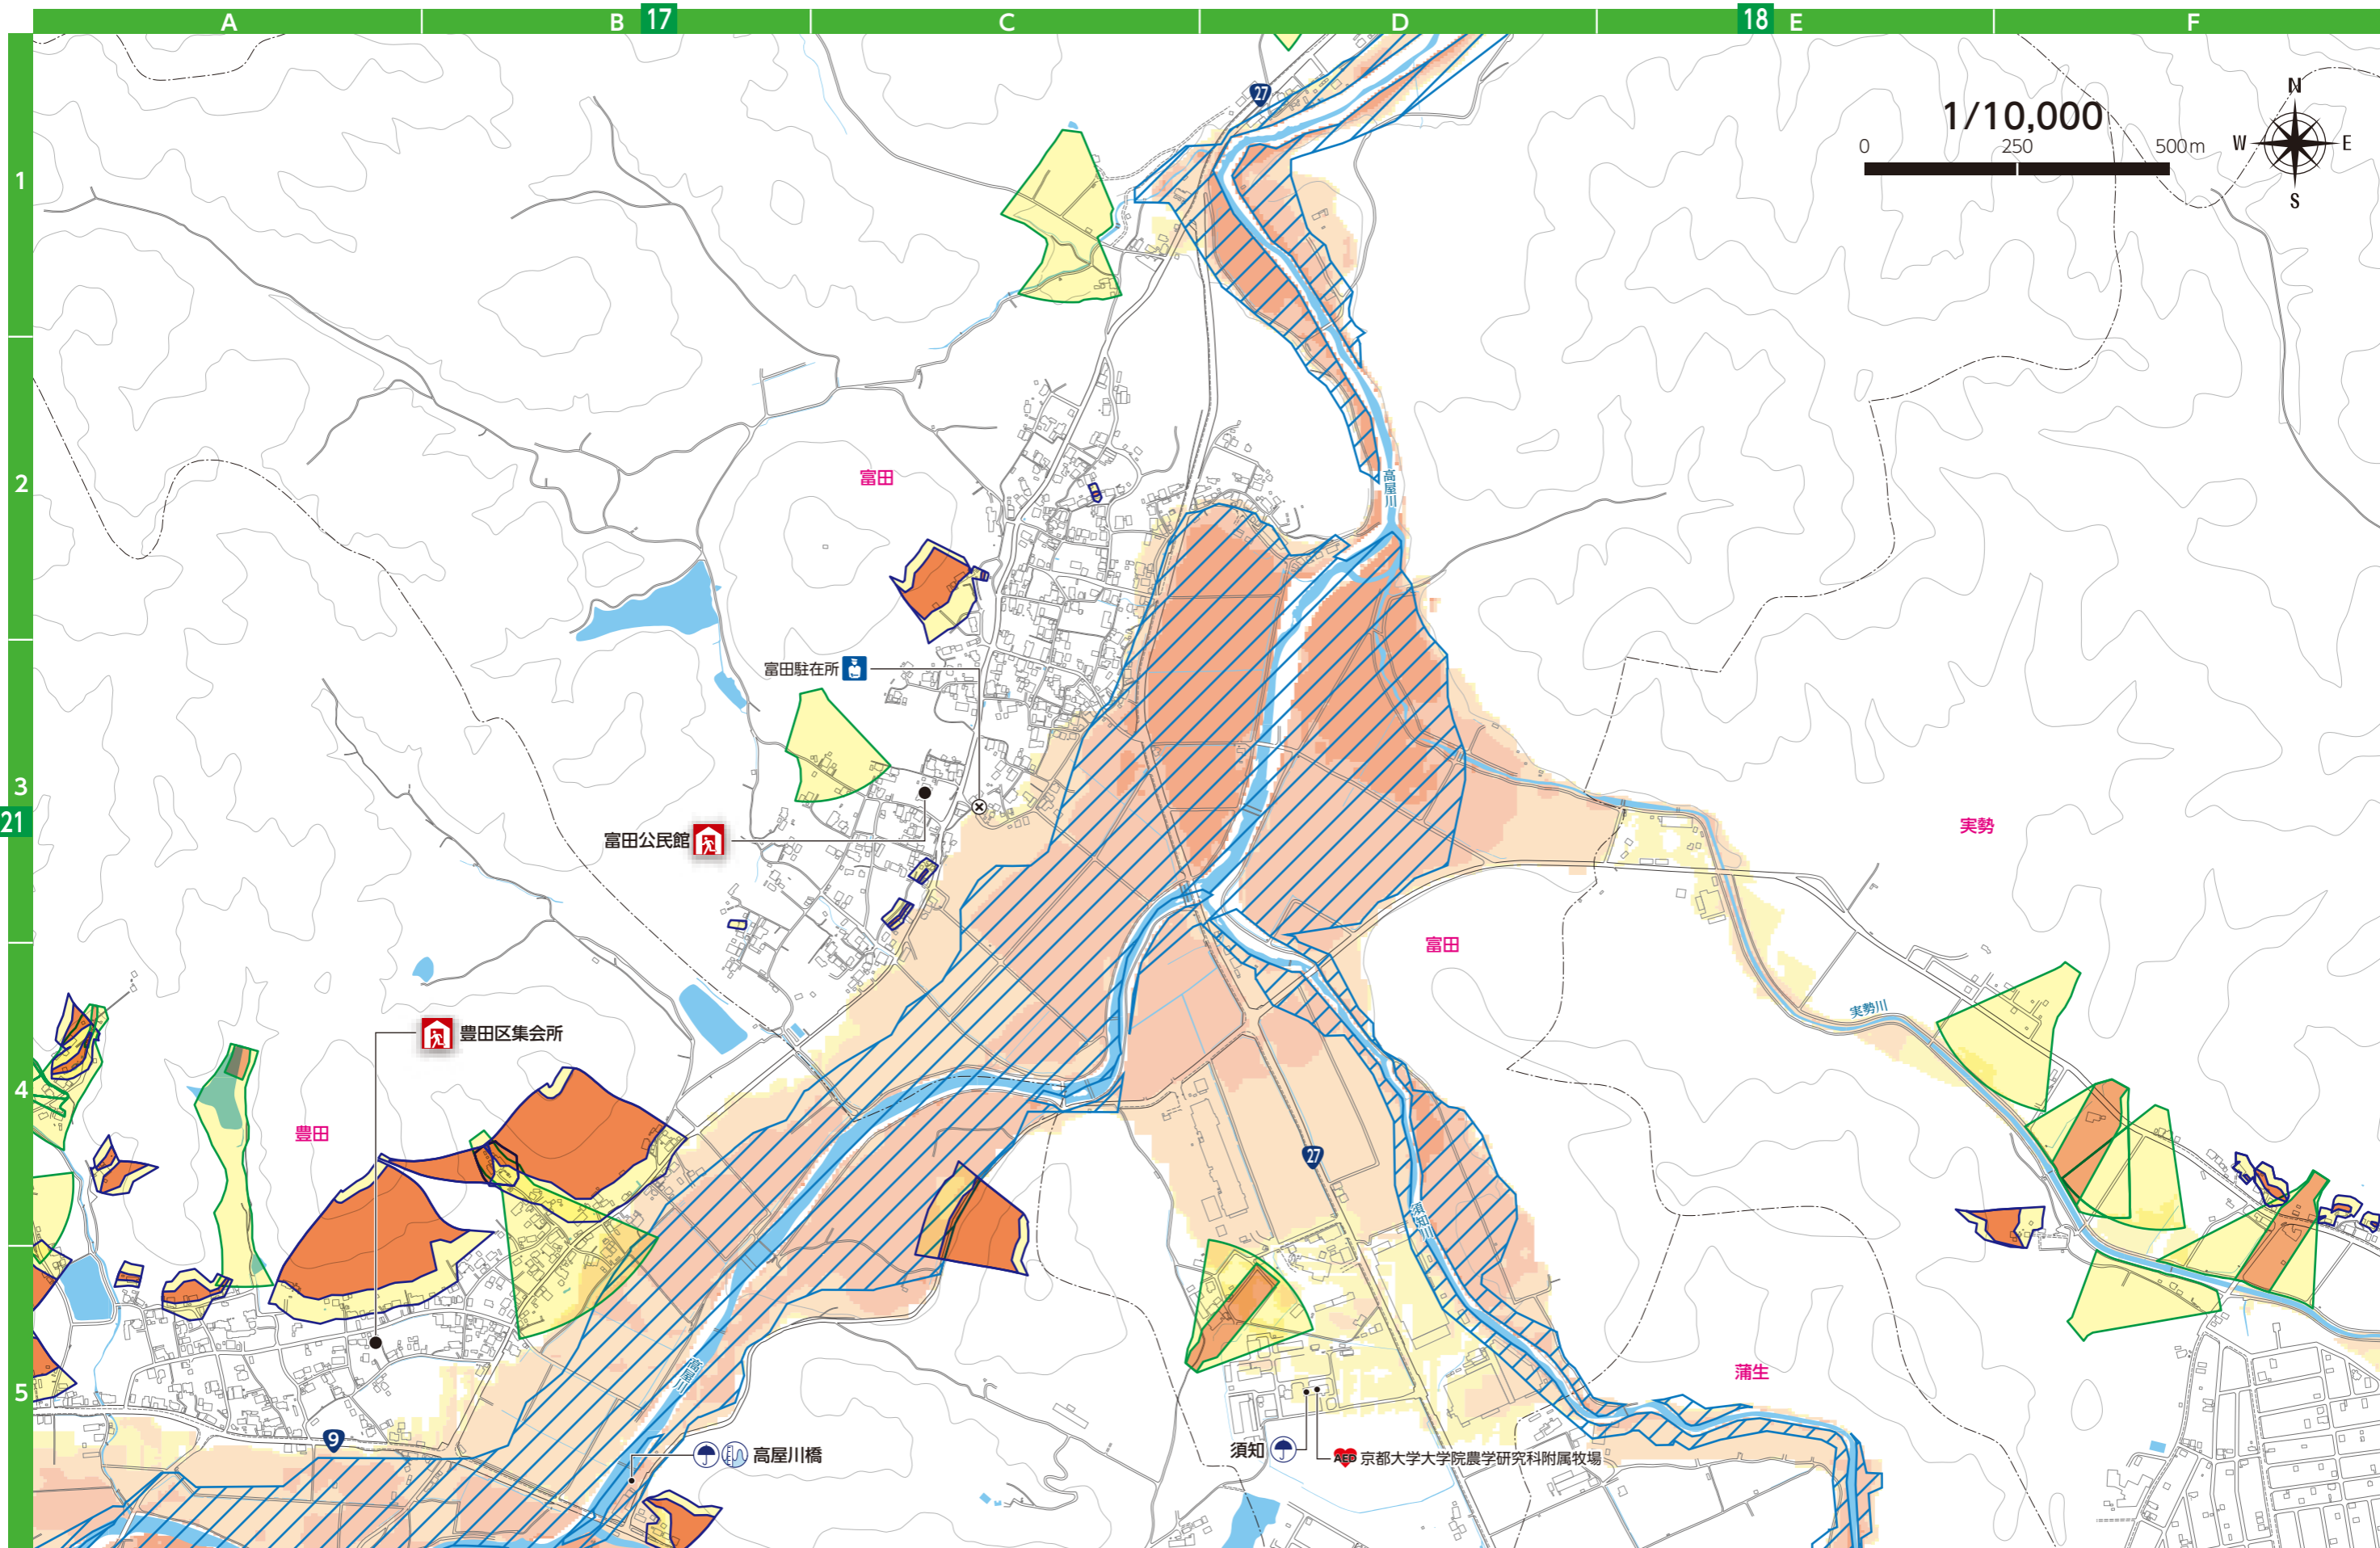 A
B
17
C
D
18
E
F
1
2
3
21
4
5
1/10,000
0
250
500m
N
W
E
S
27
富田
高屋川
富田駐在所
富田公民館
実勢
富田
実勢川
豊田区集会所
豊田
27
須知川
高屋川
蒲生
9
高屋川橋
須知
AED 京都大学大学院農学研究科附属牧場